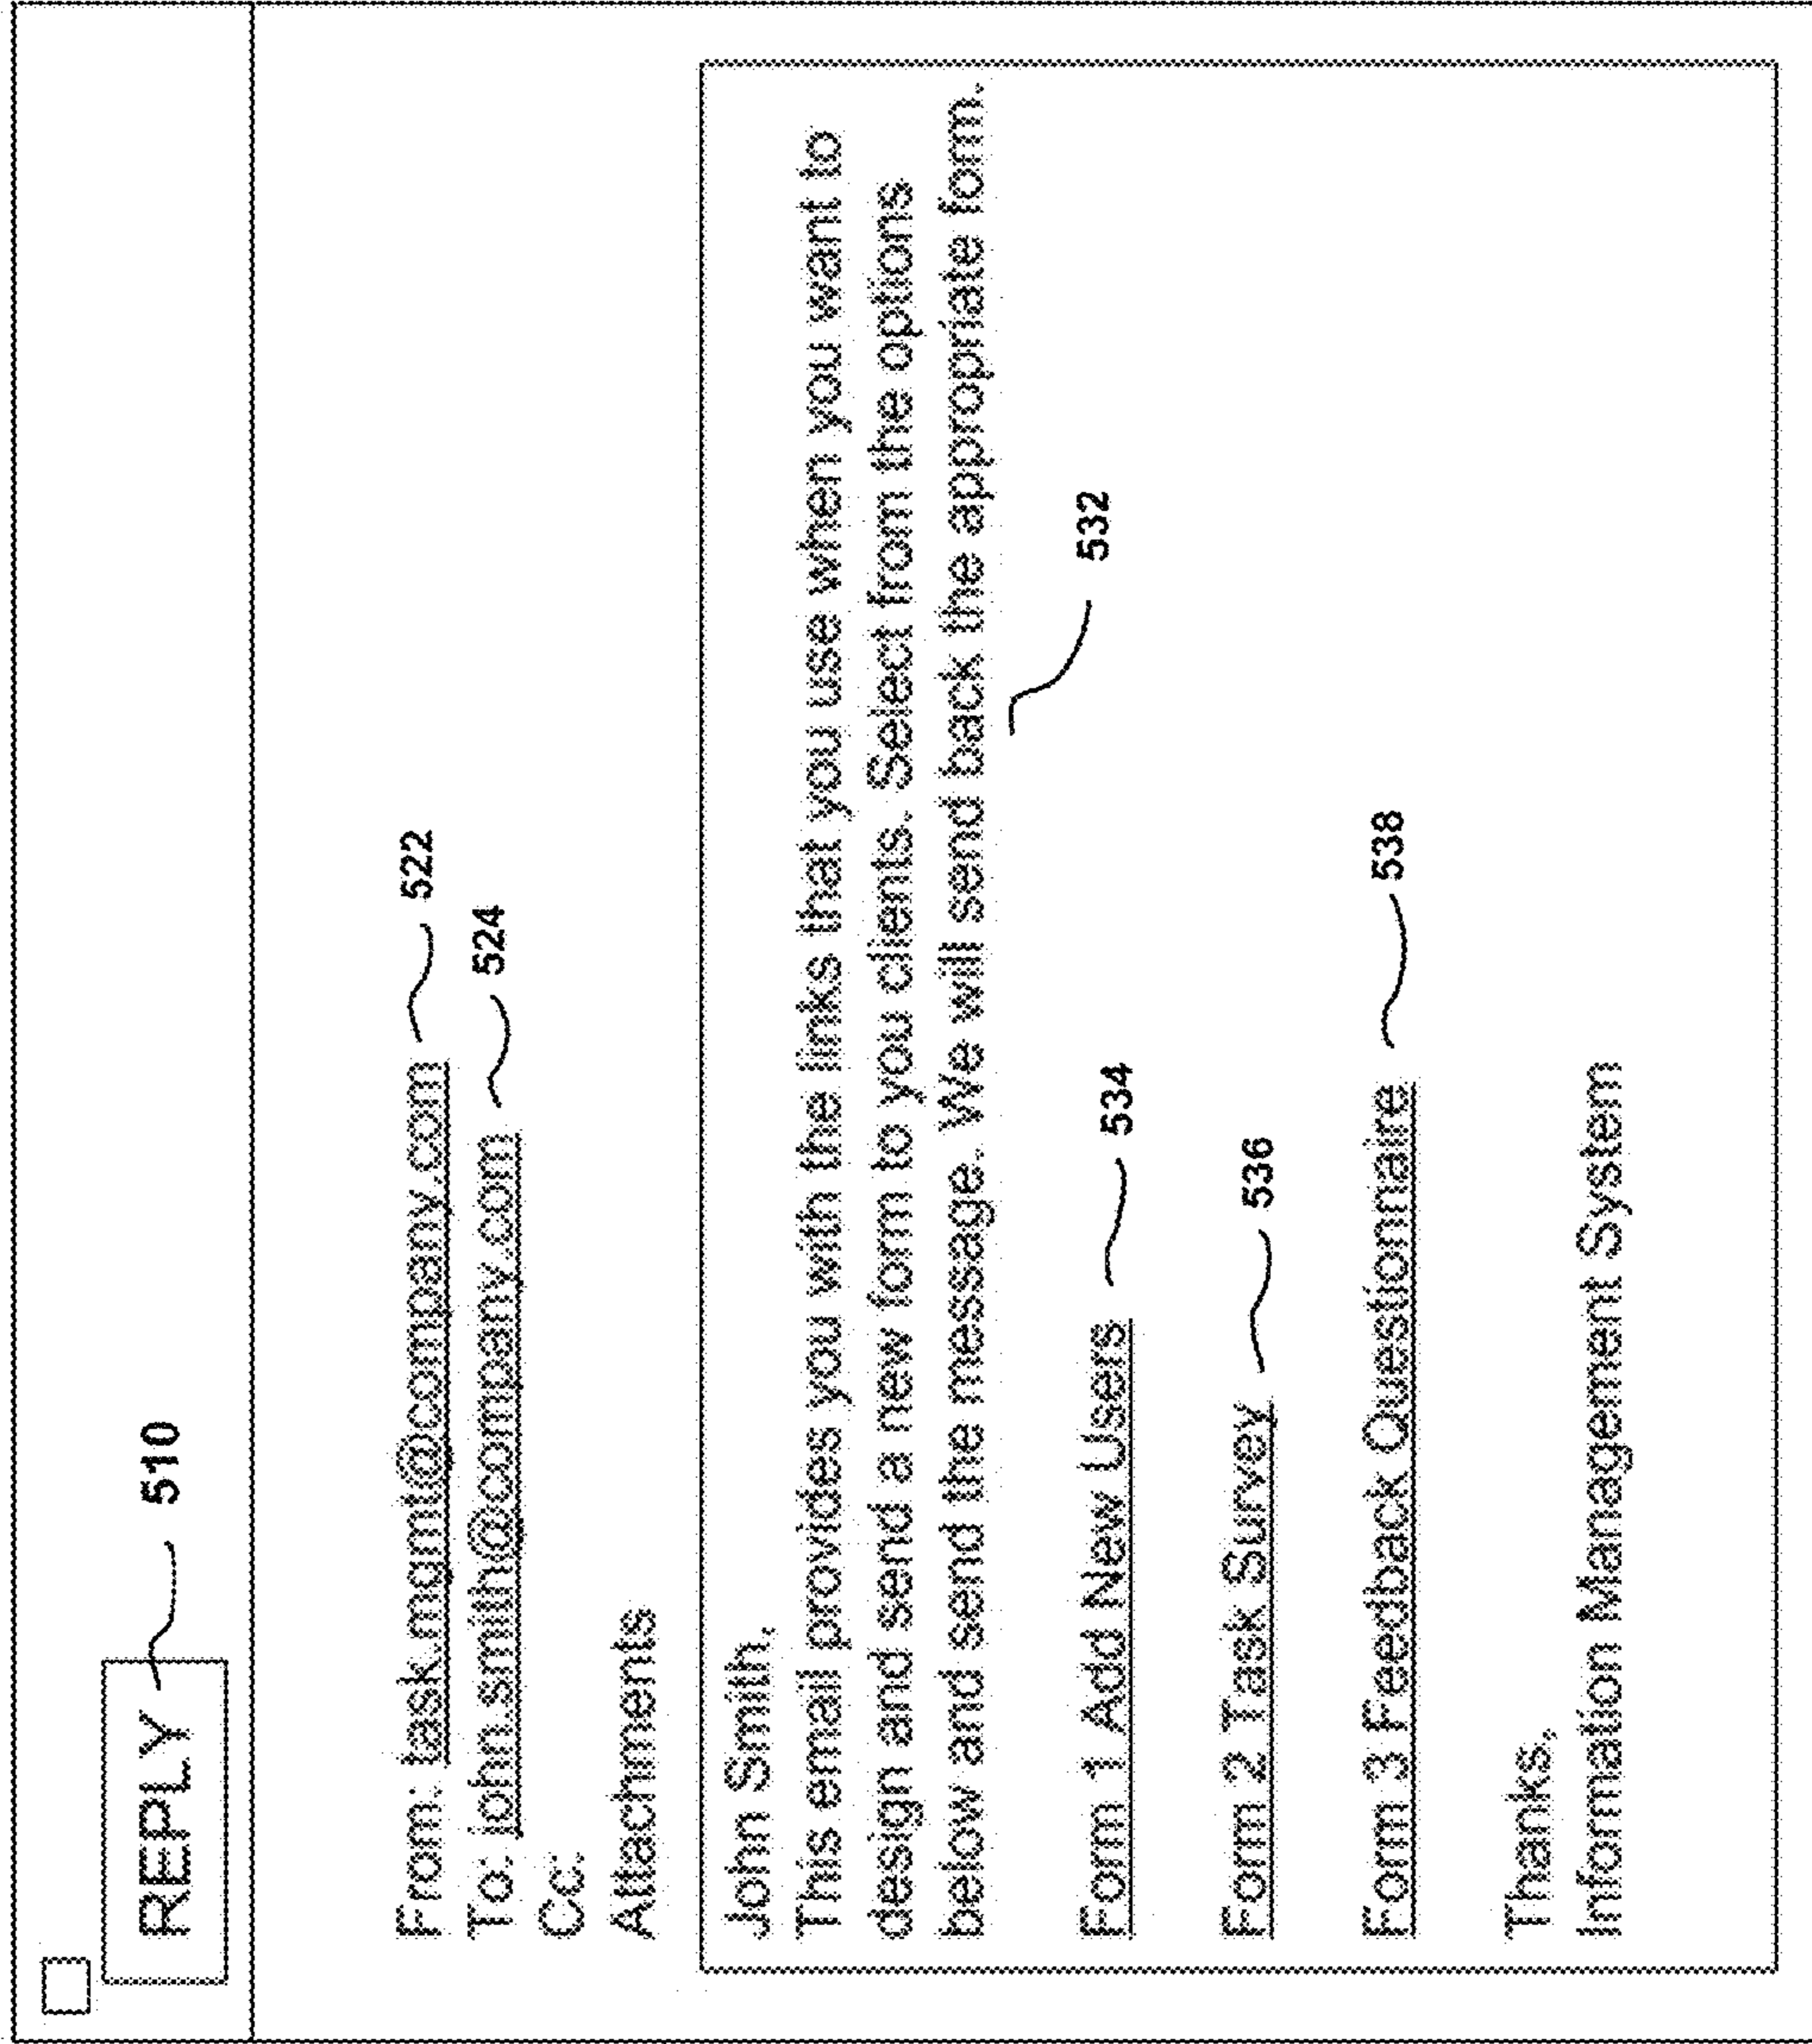 REPLY 510
From: task.mgmt@company.com 522
To: john.smith@company.com 524
Cc:
Attachments
John Smith,
This email provides you with the links that you use when you want to
design and send a new form to you clients. Select from the options
below and send the message. We will send back the appropriate form.
532
Form 1 Add New Users 534
Form 2 Task Survey 536
Form 3 Feedback Questionnaire 538
Thanks,
Information Management System